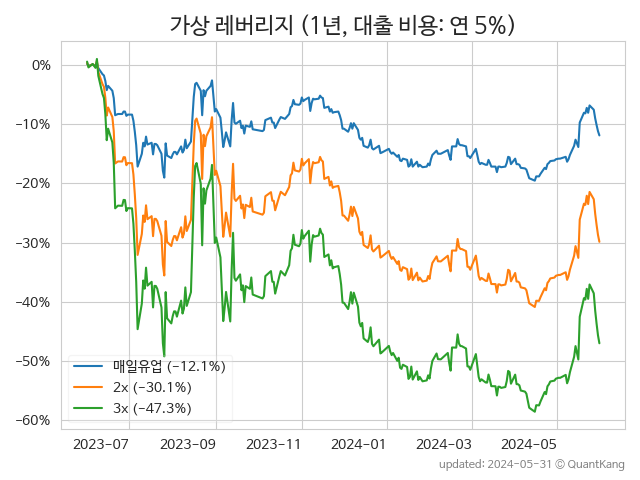 가상 레버리지 (1년, 대출 비용: 연 5%)
0%
−10%
−20%
−30%
−40%
−50%
−60%
매일유업 (−12.1%)
2x (−30.1%)
3x (−47.3%)
2023-07
2023-09
2023-11
2024-01
2024-03
2024-05
updated: 2024-05-31 © QuantKang